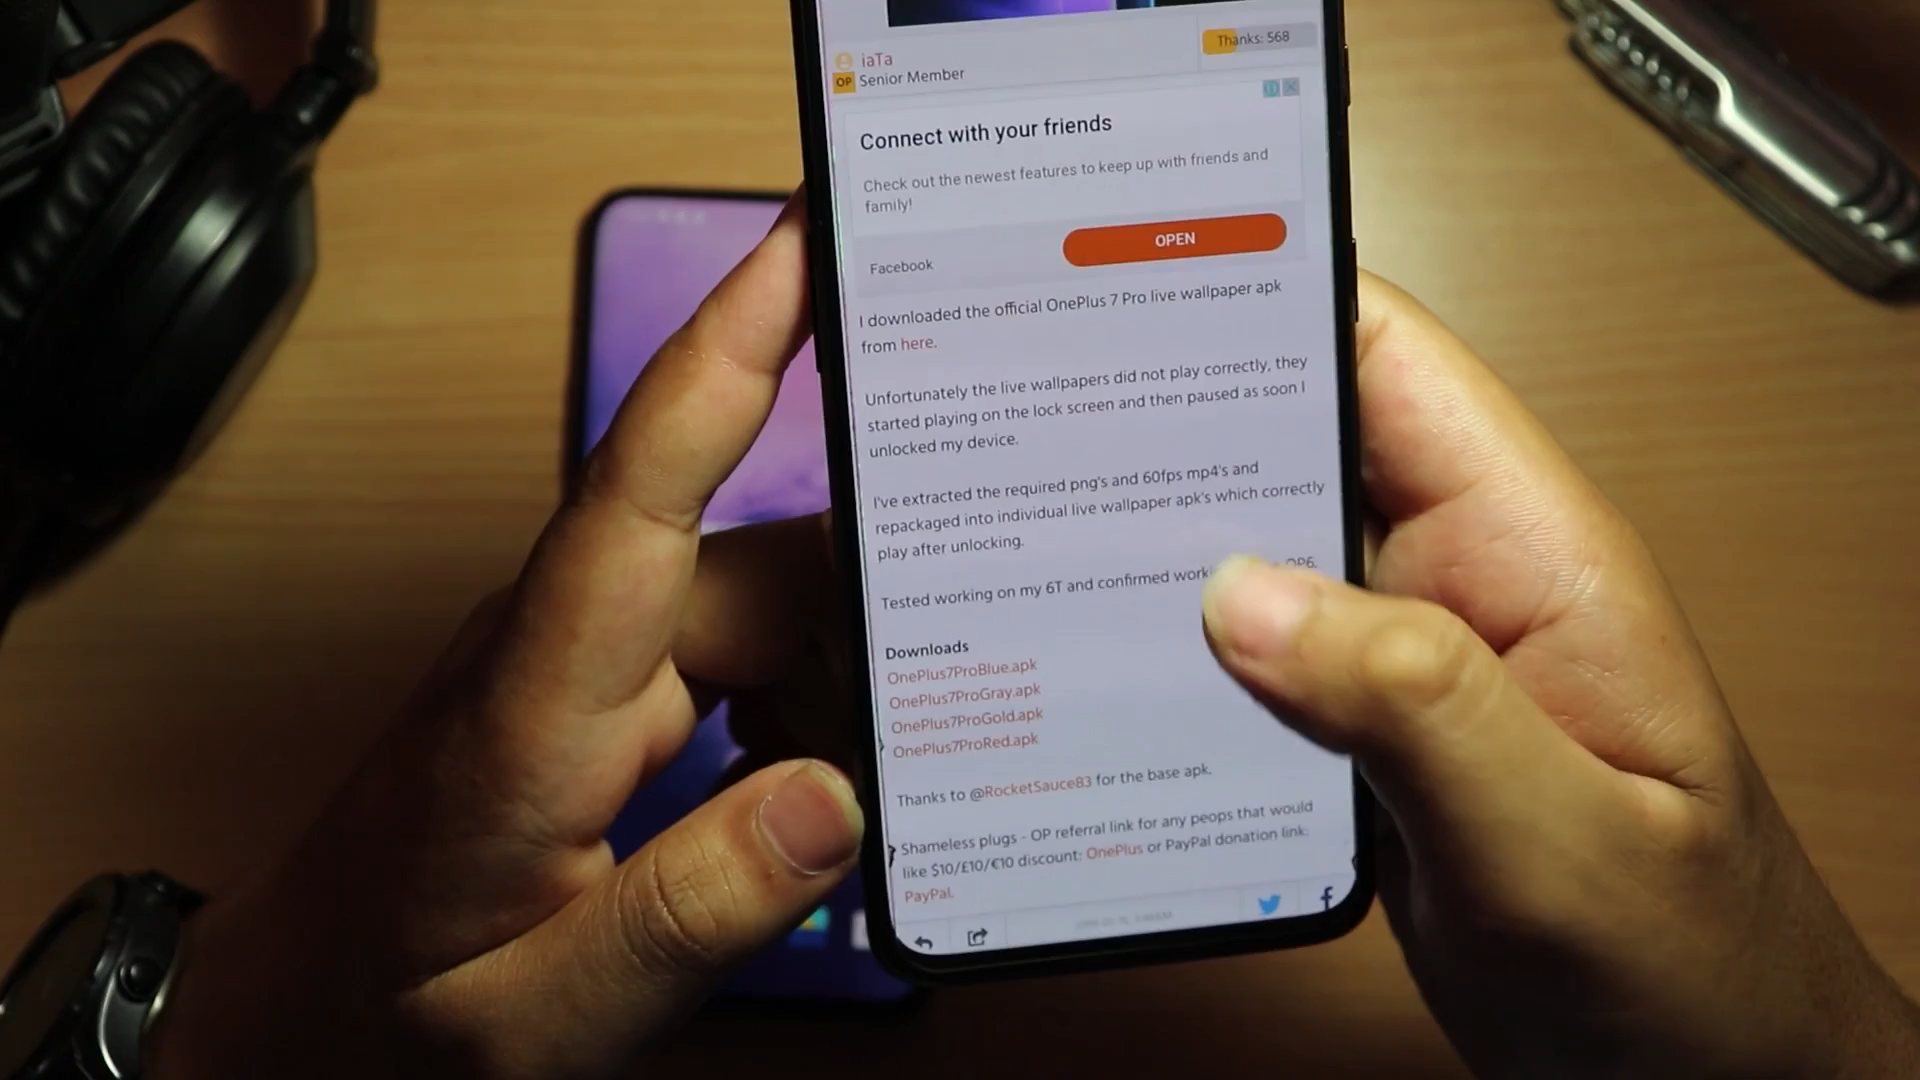 iaTa
Thanks: 568
OP Senior Member
Connect with your friends
Check out the newest features to keep up with friends and
family!
Facebook
OPEN
I downloaded the official OnePlus 7 Pro live wallpaper apk
from here.
Unfortunately the live wallpapers did not play correctly, they
started playing on the lock screen and then paused as soon I
unlocked my device.
I've extracted the required png's and 60fps mp4's and
repackaged into individual live wallpaper apk's which correctly
play after unlocking.
Tested working on my 6T and confirmed OP6.
Downloads
OnePlus7ProBlue.apk
OnePlus7ProGray.apk
OnePlus7ProGold.apk
OnePlus7ProRed.apk
Thanks to @RocketSauce83 for the base apk.
Shameless plugs - OP referral link for any peops that would
like $10/£10/€10 discount: OnePlus or PayPal donation link:
PayPal.